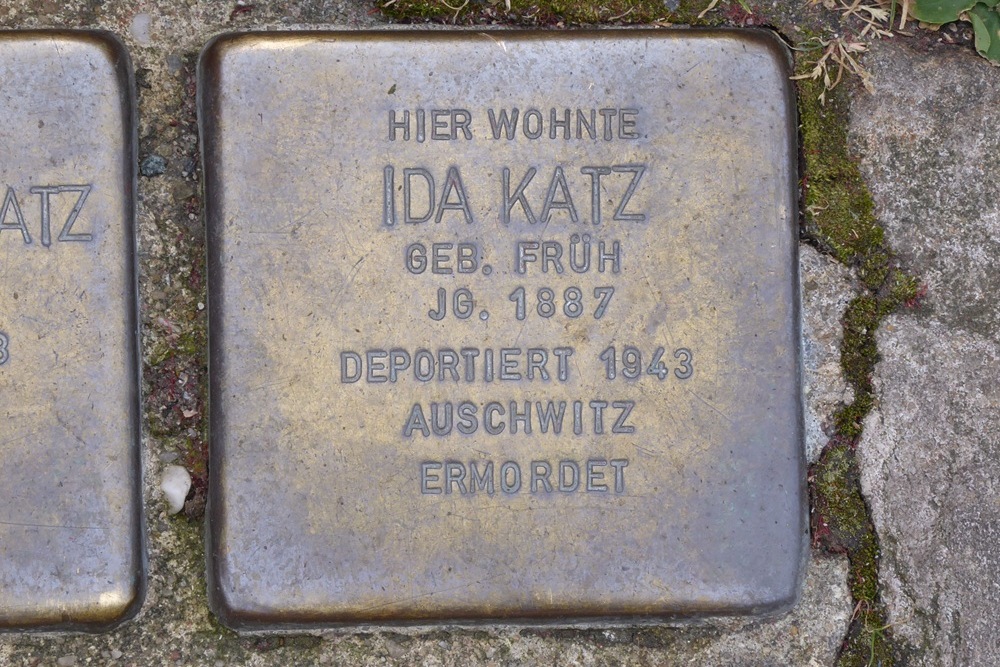 HIER WOHNTE
IDA KATZ
GEB. FRÜH
JG. 1887
DEPORTIERT 1943
AUSCHWITZ
ERMORDET